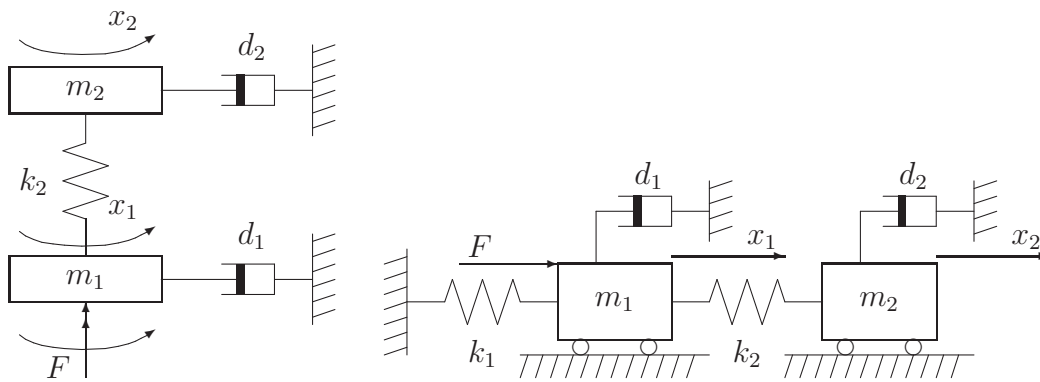 x₂
d₂
m₂
k₂
x₁
d₁
m₁
F
d₁
d₂
F
x₁
x₂
m₁
m₂
k₁
k₂